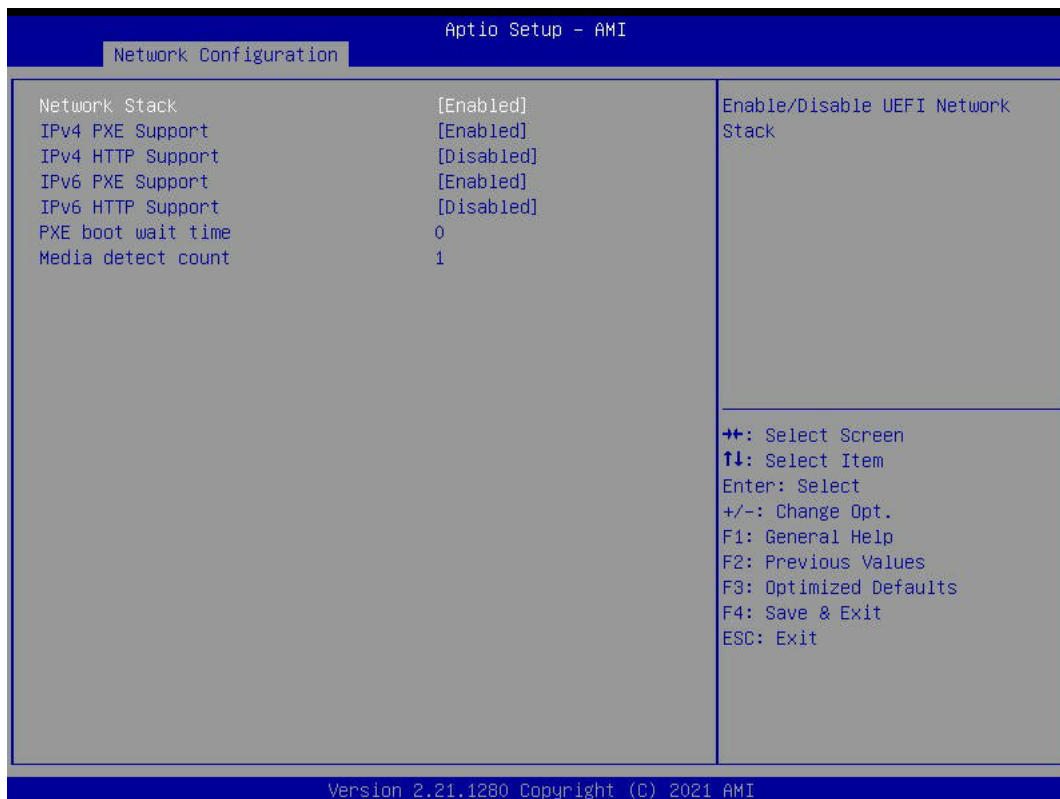 Aptio Setup - AMI
Network Configuration
Network Stack [Enabled]
IPv4 PXE Support [Enabled]
IPv4 HTTP Support [Disabled]
IPv6 PXE Support [Enabled]
IPv6 HTTP Support [Disabled]
PXE boot wait time 0
Media detect count 1
Enable/Disable UEFI Network
Stack
→←: Select Screen
↑↓: Select Item
Enter: Select
+/-: Change Opt.
F1: General Help
F2: Previous Values
F3: Optimized Defaults
F4: Save & Exit
ESC: Exit
Version 2.21.1280 Copyright (C) 2021 AMI